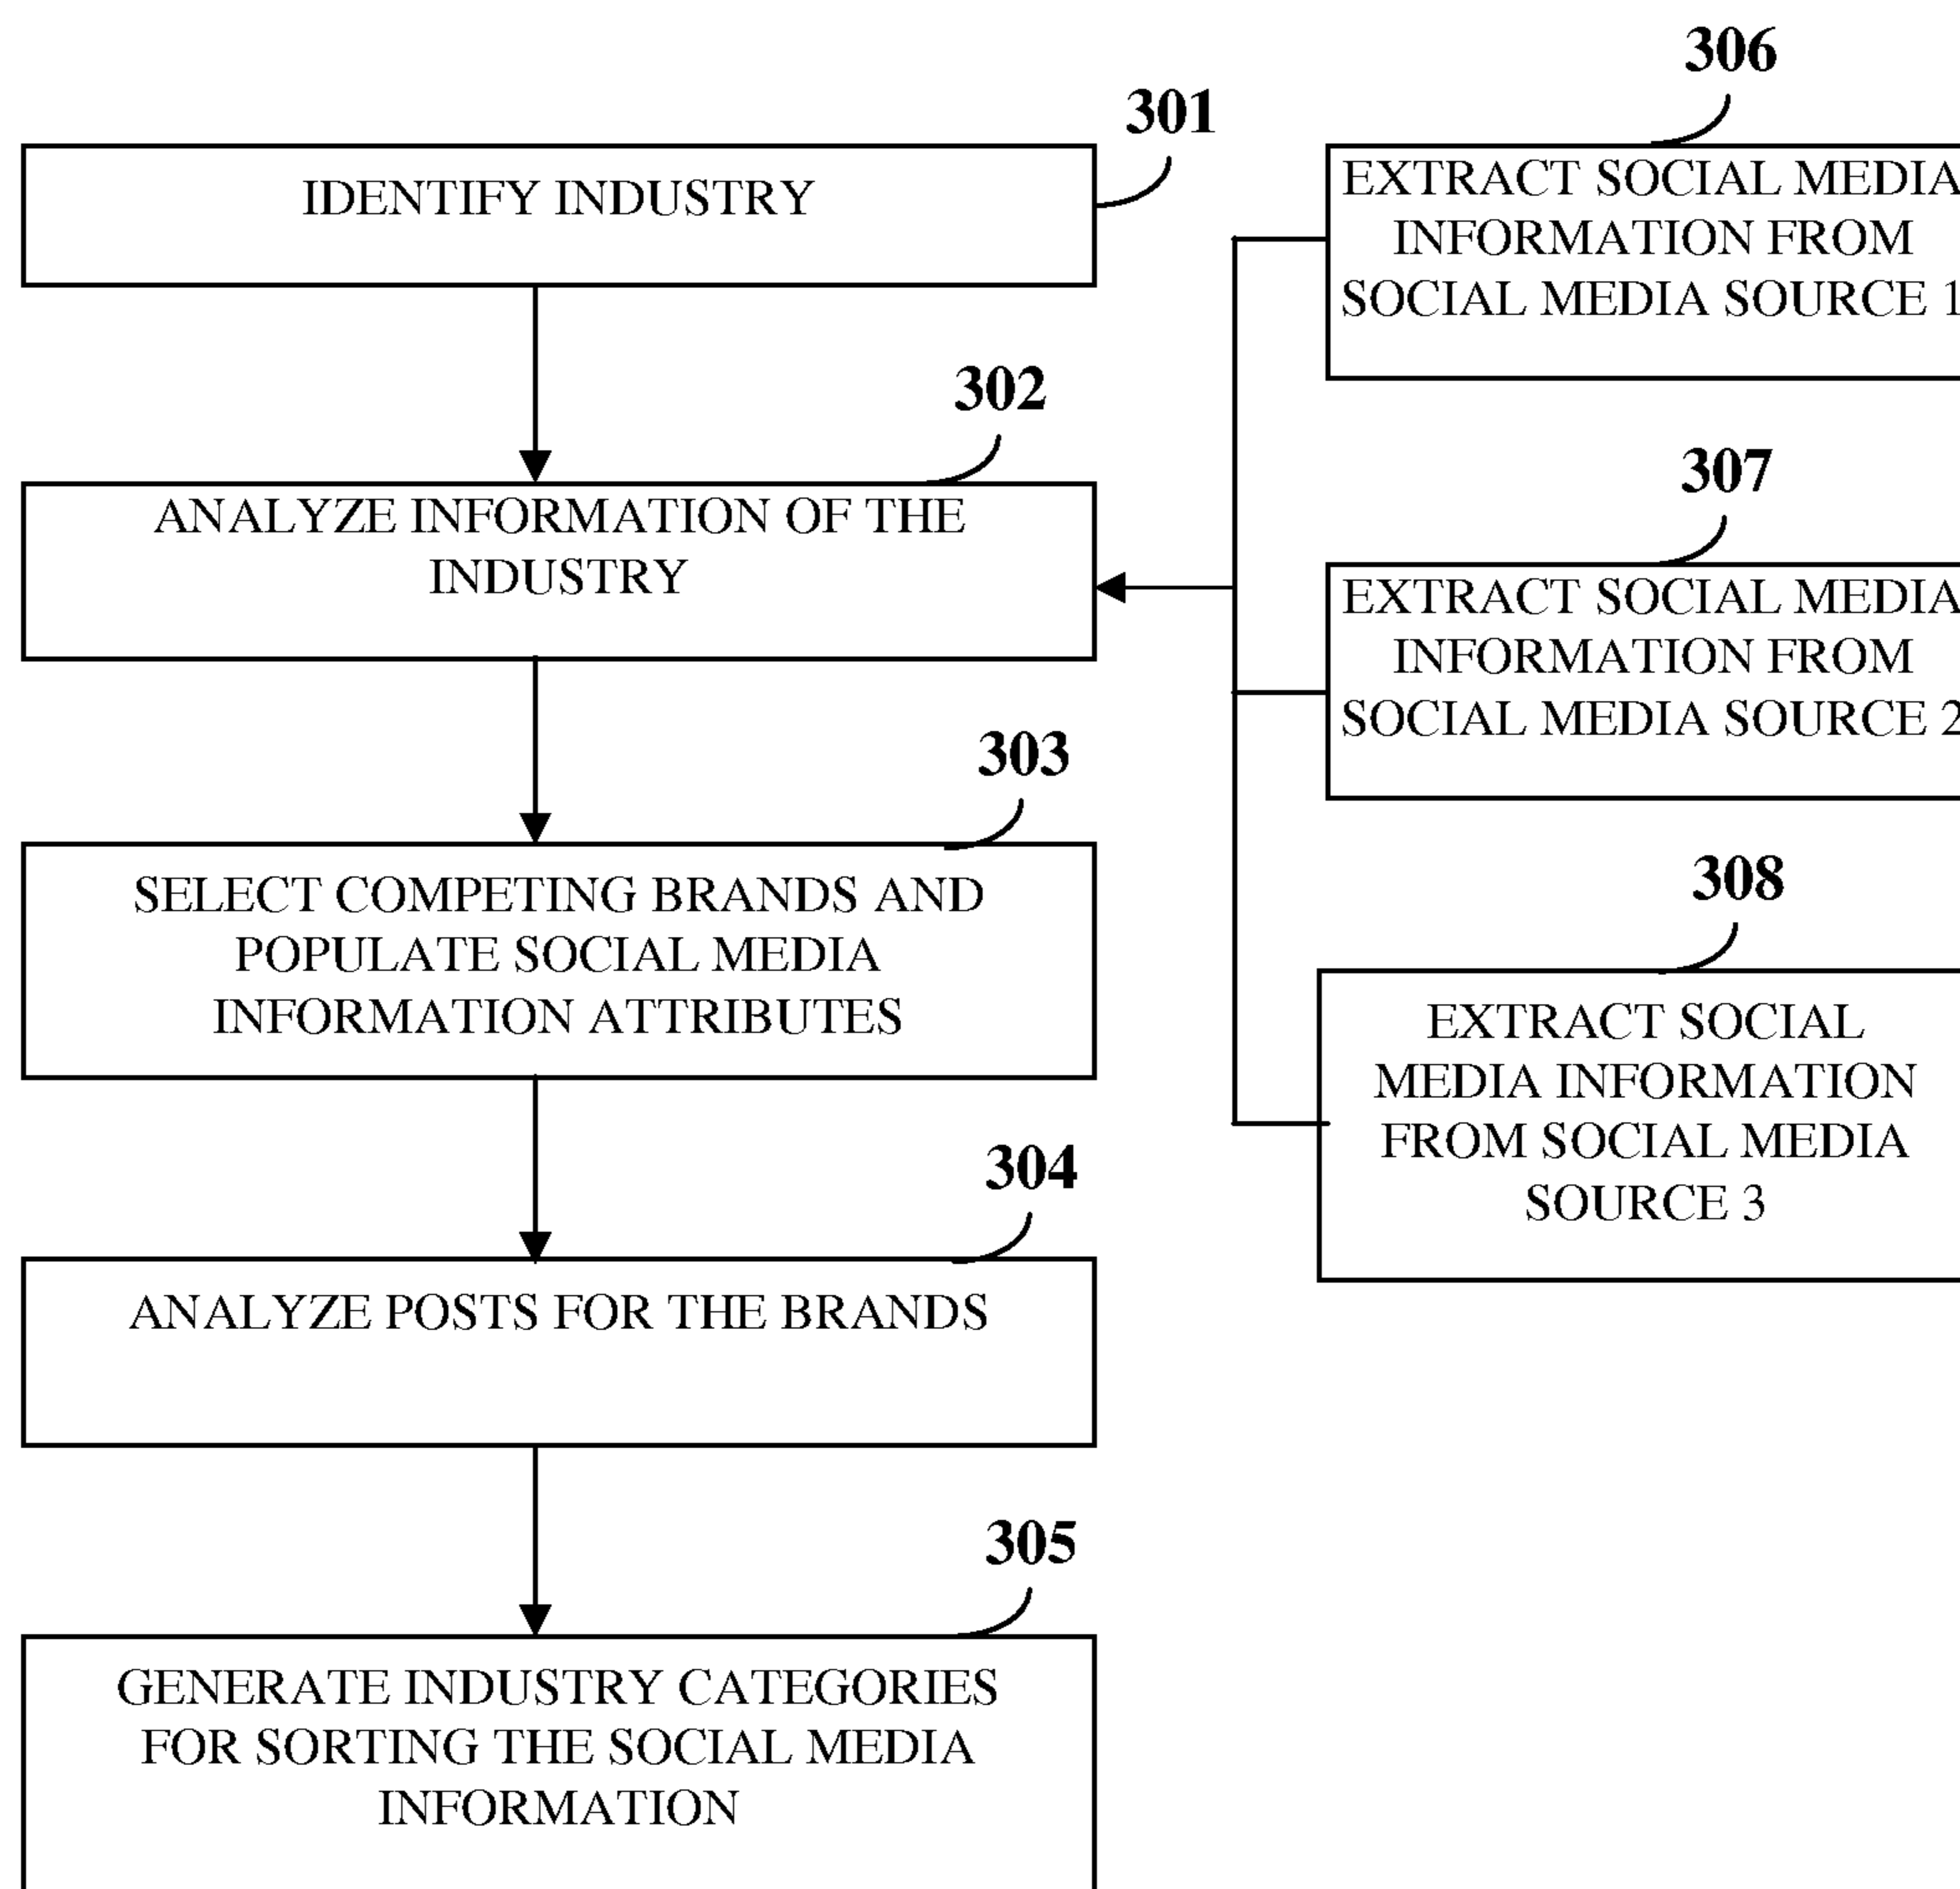 301
IDENTIFY INDUSTRY
302
ANALYZE INFORMATION OF THE
INDUSTRY
303
SELECT COMPETING BRANDS AND
POPULATE SOCIAL MEDIA
INFORMATION ATTRIBUTES
304
ANALYZE POSTS FOR THE BRANDS
305
GENERATE INDUSTRY CATEGORIES
FOR SORTING THE SOCIAL MEDIA
INFORMATION
306
EXTRACT SOCIAL MEDIA
INFORMATION FROM
SOCIAL MEDIA SOURCE 1
307
EXTRACT SOCIAL MEDIA
INFORMATION FROM
SOCIAL MEDIA SOURCE 2
308
EXTRACT SOCIAL
MEDIA INFORMATION
FROM SOCIAL MEDIA
SOURCE 3